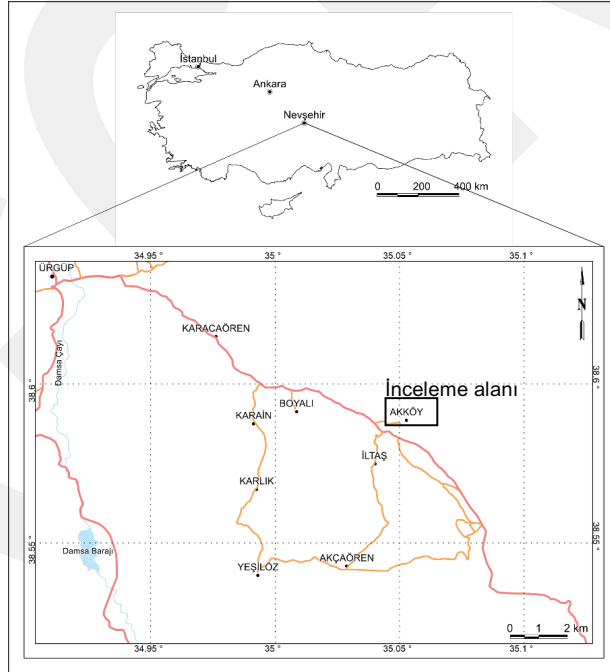 İstanbul
Ankara
Nevşehir
0 200 400 km
34.95 ° 35 ° 35.05 ° 35.1 °
ÜRGÜP
N
KARACAÖREN
Damsa Çayı
38.6 ° 38.6 °
İnceleme alanı
BOYALI
AKKÖY
KARAİN
İLTAŞ
KARLIK
38.55 ° 38.55 °
Damsa Barajı
AKÇAÖREN
YEŞİLÖZ
0 1 2 km
34.95 ° 35 ° 35.05 ° 35.1 °